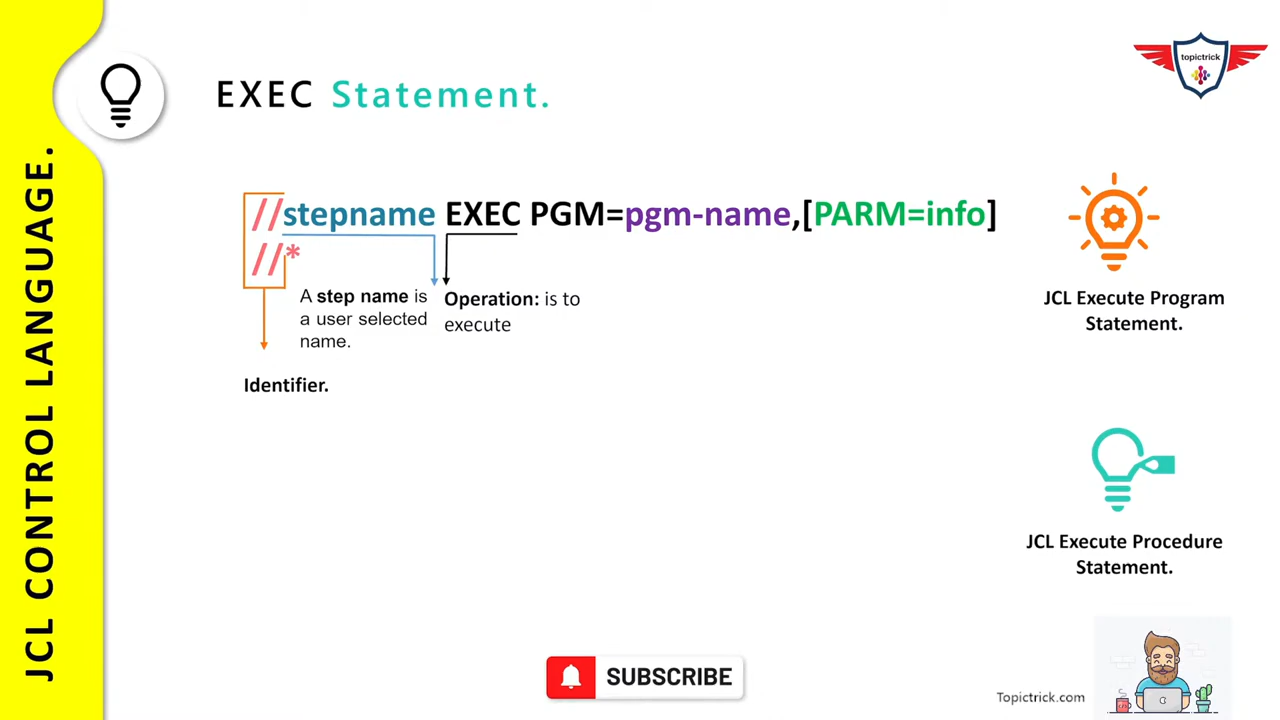 topictrick
EXEC Statement.
//stepname EXEC PGM=pgm-name,[PARM=info]
//*
A step name is
a user selected
name.
Operation: is to
execute
Identifier.
JCL Execute Program
Statement.
JCL Execute Procedure
Statement.
JCL CONTROL LANGUAGE.
SUBSCRIBE
Topictrick.com